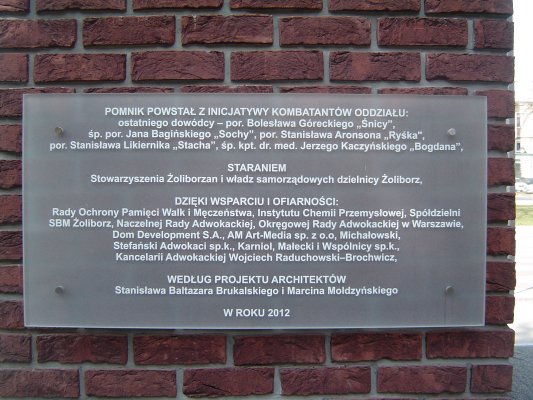 POMNIK POWSTAŁ Z INICJATYWY KOMBATANTÓW ODDZIAŁU:
ostatniego dowódcy – por. Bolesława Góreckiego „Śnicy”,
śp. por. Jana Bagińskiego „Sochy”, por. Stanisława Aronsona „Ryśka”,
por. Stanisława Likiernika „Stacha”, śp. kpt. dr. med. Jerzego Kaczyńskiego „Bogdana”,
STARANIEM
Stowarzyszenia Żoliborzan i władz samorządowych dzielnicy Żoliborz,
DZIĘKI WSPARCIU I OFIARNOŚCI:
Rady Ochrony Pamięci Walk i Męczeństwa, Instytutu Chemii Przemysłowej, Spółdzielni
SBM Żoliborz, Naczelnej Rady Adwokackiej, Okręgowej Rady Adwokackiej w Warszawie,
Dom Development S.A., AM Art-Media sp. z o.o, Michałowski,
Stefański Adwokaci sp.k., Karniol, Małecki i Wspólnicy sp.k.,
Kancelarii Adwokackiej Wojciech Raduchowski–Brochwicz,
WEDŁUG PROJEKTU ARCHITEKTÓW
Stanisława Baltazara Brukalskiego i Marcina Moldzyńskiego
W ROKU 2012